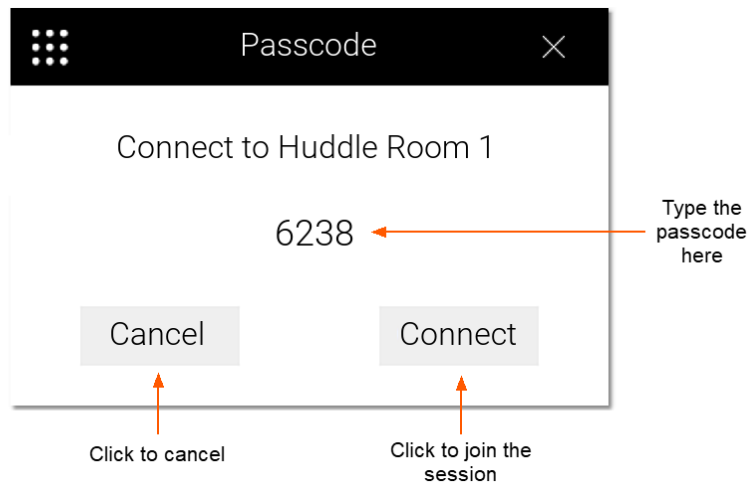 Passcode
Connect to Huddle Room 1
6238
Type the
passcode
here
Cancel
Connect
Click to cancel
Click to join the
session